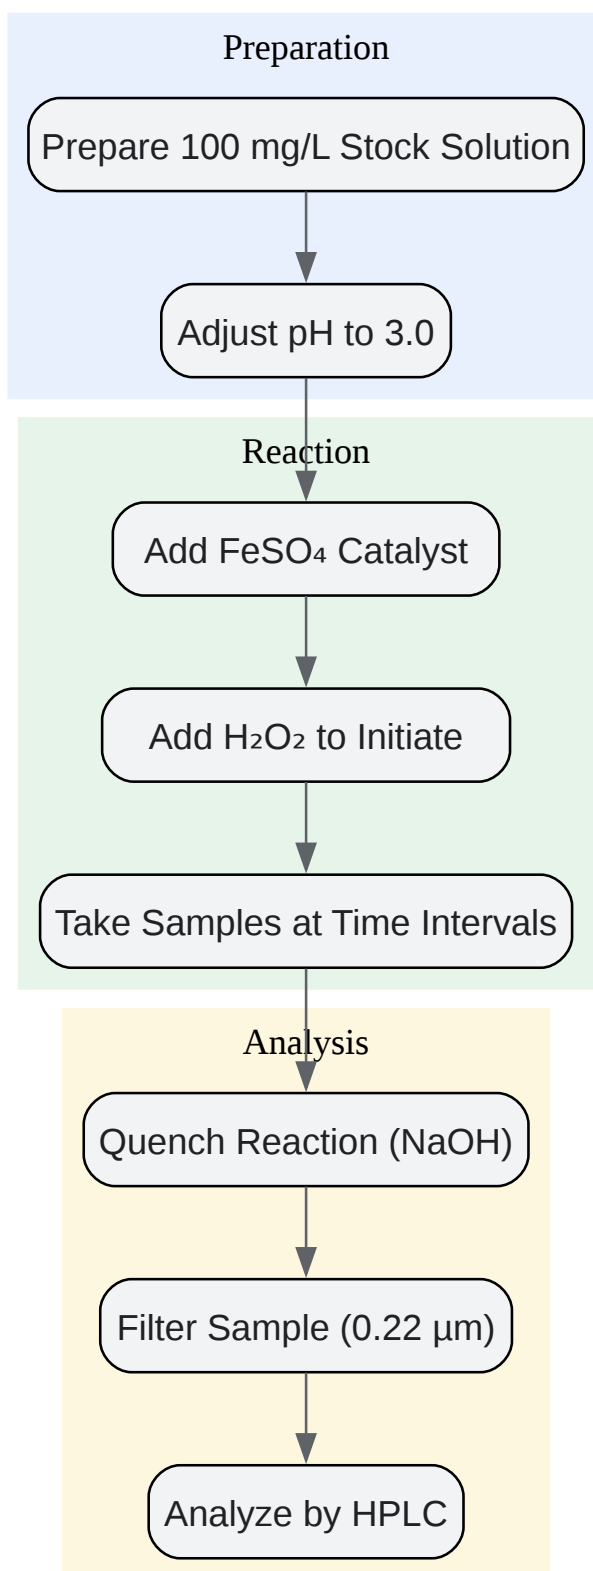 Preparation
Prepare 100 mg/L Stock Solution
Adjust pH to 3.0
Reaction
Add FeSO₄ Catalyst
Add H₂O₂ to Initiate
Take Samples at Time Intervals
Analysis
Quench Reaction (NaOH)
Filter Sample (0.22 µm)
Analyze by HPLC